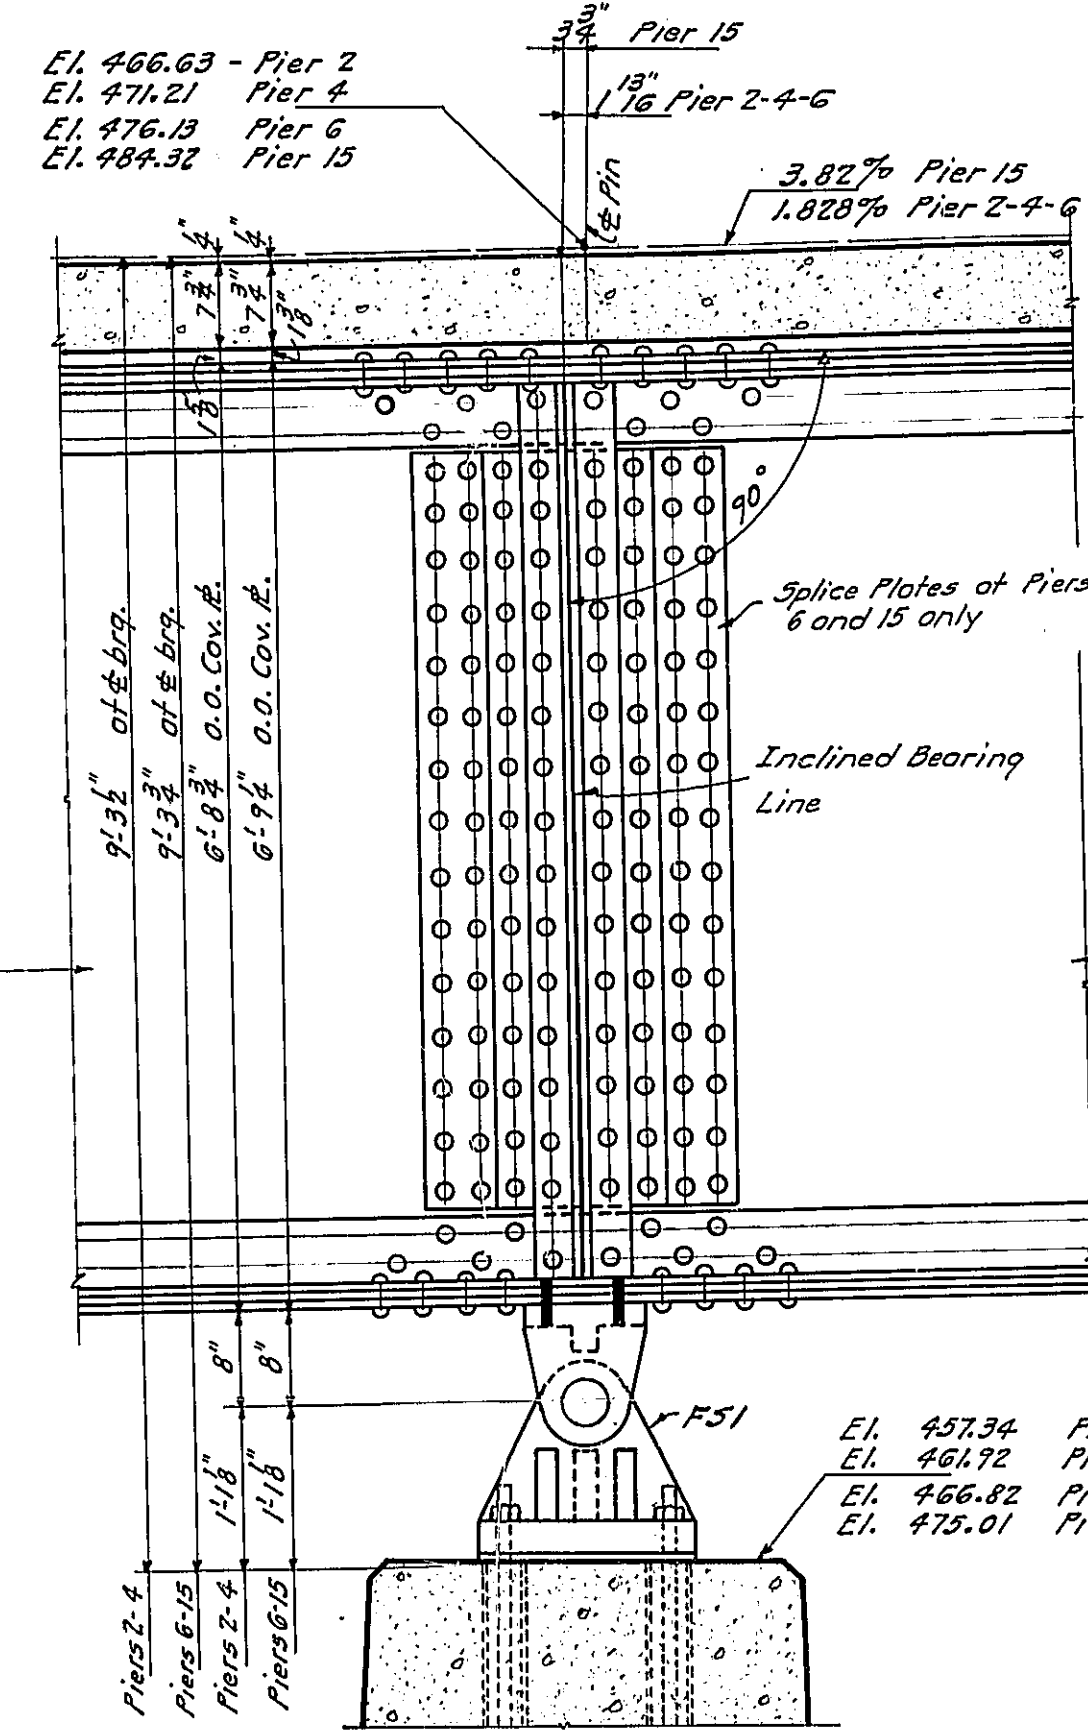 El. 466.63 - Pier 2
El. 471.21 Pier 4
El. 476.13 Pier 6
El. 484.32 Pier 15
3 3/4" Pier 15
1 13/16" Pier 2-4-6
℄ Pin
3.82% Pier 15
1.828% Pier 2-4-6
1/4"
1/4"
7 3/4"
7 3/4"
1 3/8"
1 5/8"
90°
Splice Plates at Piers
6 and 15 only
Inclined Bearing
Line
9'-3 1/2" at ℄ brg.
9'-3 3/4" at ℄ brg.
6'-8 3/4" o.o. Cov. PL.
6'-9 1/4" o.o. Cov. PL.
8"
8"
1'-1 1/8"
1'-1 1/8"
FS1
El. 457.34
El. 461.92
El. 466.82
El. 475.01
Piers 2-4
Piers 6-15
Piers 2-4
Piers 6-15